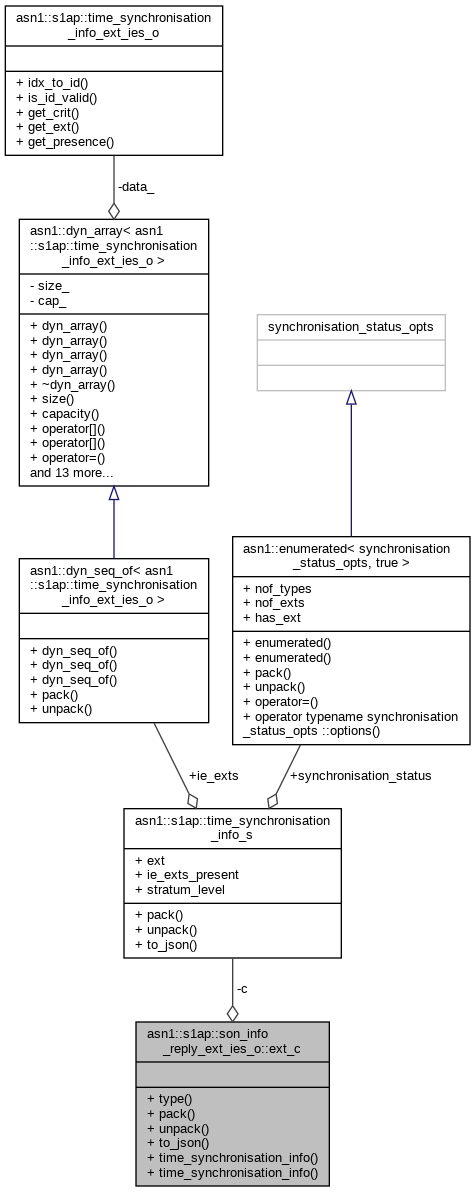 asn1::s1ap::time_synchronisation
_info_ext_ies_o
+ idx_to_id()
+ is_id_valid()
+ get_crit()
+ get_ext()
+ get_presence()
-data_
asn1::dyn_array< asn1
::s1ap::time_synchronisation
_info_ext_ies_o >
- size_
- cap_
+ dyn_array()
+ dyn_array()
+ dyn_array()
+ dyn_array()
+ ~dyn_array()
+ size()
+ capacity()
+ operator[]()
+ operator[]()
+ operator=()
and 13 more...
synchronisation_status_opts
asn1::dyn_seq_of< asn1
::s1ap::time_synchronisation
_info_ext_ies_o >
+ dyn_seq_of()
+ dyn_seq_of()
+ dyn_seq_of()
+ pack()
+ unpack()
asn1::enumerated< synchronisation
_status_opts, true >
+ nof_types
+ nof_exts
+ has_ext
+ enumerated()
+ enumerated()
+ pack()
+ unpack()
+ operator=()
+ operator typename synchronisation
_status_opts ::options()
+ie_exts
+synchronisation_status
asn1::s1ap::time_synchronisation
_info_s
+ ext
+ ie_exts_present
+ stratum_level
+ pack()
+ unpack()
+ to_json()
-c
asn1::s1ap::son_info
_reply_ext_ies_o::ext_c
+ type()
+ pack()
+ unpack()
+ to_json()
+ time_synchronisation_info()
+ time_synchronisation_info()